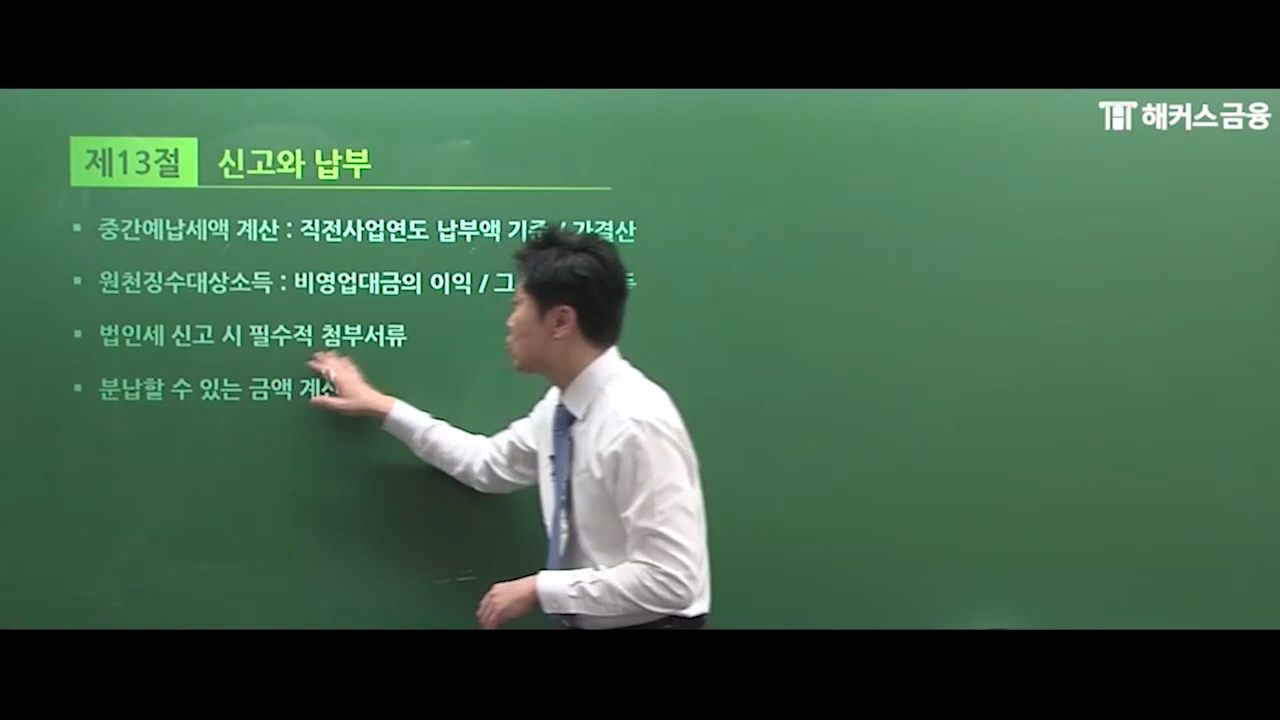 해커스금융
제13절 신고와 납부
▪ 중간예납세액 계산 : 직전사업연도 납부액 기준 / 가결산
▪ 원천징수대상소득 : 비영업대금의 이익 / 그
▪ 법인세 신고 시 필수적 첨부서류
▪ 분납할 수 있는 금액 계산